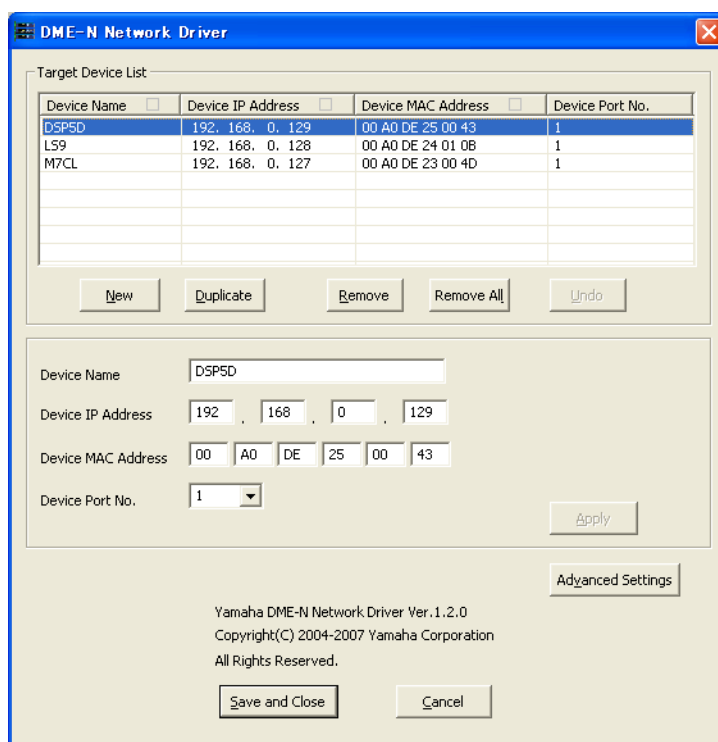 DME-N Network Driver
Target Device List
Device Name Device IP Address Device MAC Address Device Port No.
DSP5D 192. 168. 0. 129 00 A0 DE 25 00 43 1
LS9 192. 168. 0. 128 00 A0 DE 24 01 0B 1
M7CL 192. 168. 0. 127 00 A0 DE 23 00 4D 1
New Duplicate Remove Remove All Undo
Device Name DSP5D
Device IP Address 192 . 168 . 0 . 129
Device MAC Address 00 A0 DE 25 00 43
Device Port No. 1
Apply
Advanced Settings
Yamaha DME-N Network Driver Ver.1.2.0
Copyright(C) 2004-2007 Yamaha Corporation
All Rights Reserved.
Save and Close Cancel